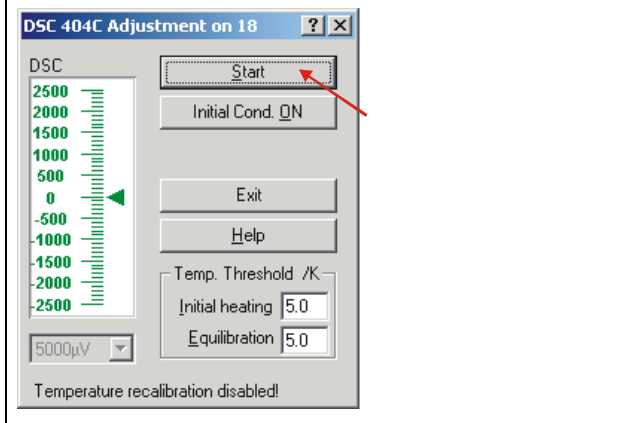 DSC 404C Adjustment on 18
DSC
2500
2000
1500
1000
500
0
-500
-1000
-1500
-2000
-2500
5000µV
Start
Initial Cond. ON
Exit
Help
Temp. Threshold /K
Initial heating 5.0
Equilibration 5.0
Temperature recalibration disabled!